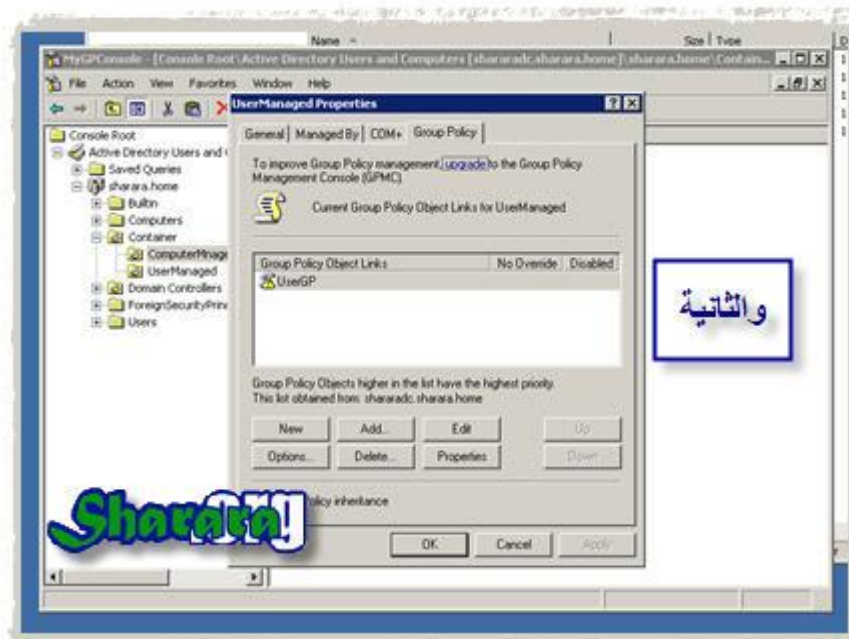 Name
Size Type
MyGPConsole - [Console Root\Active Directory Users and Computers [shararadc.sharara.home]\sharara.home\Contain...
File Action View Favorites Window Help
UserManaged Properties
General Managed By COM+ Group Policy
Console Root
Active Directory Users and
Saved Queries
sharara.home
Builtin
Computers
Container
ComputerMnage
UserManaged
Domain Controllers
ForeignSecurityPrin
Users
To improve Group Policy management, upgrade to the Group Policy
Management Console (GPMC).
Current Group Policy Object Links for UserManaged
Group Policy Object Links No Override Disabled
UserGP
Group Policy Objects higher in the list have the highest priority.
This list obtained from: shararadc.sharara.home
New Add... Edit Up
Options... Delete... Properties Down
Policy inheritance
OK Cancel Apply
والثانية
Sharara.org